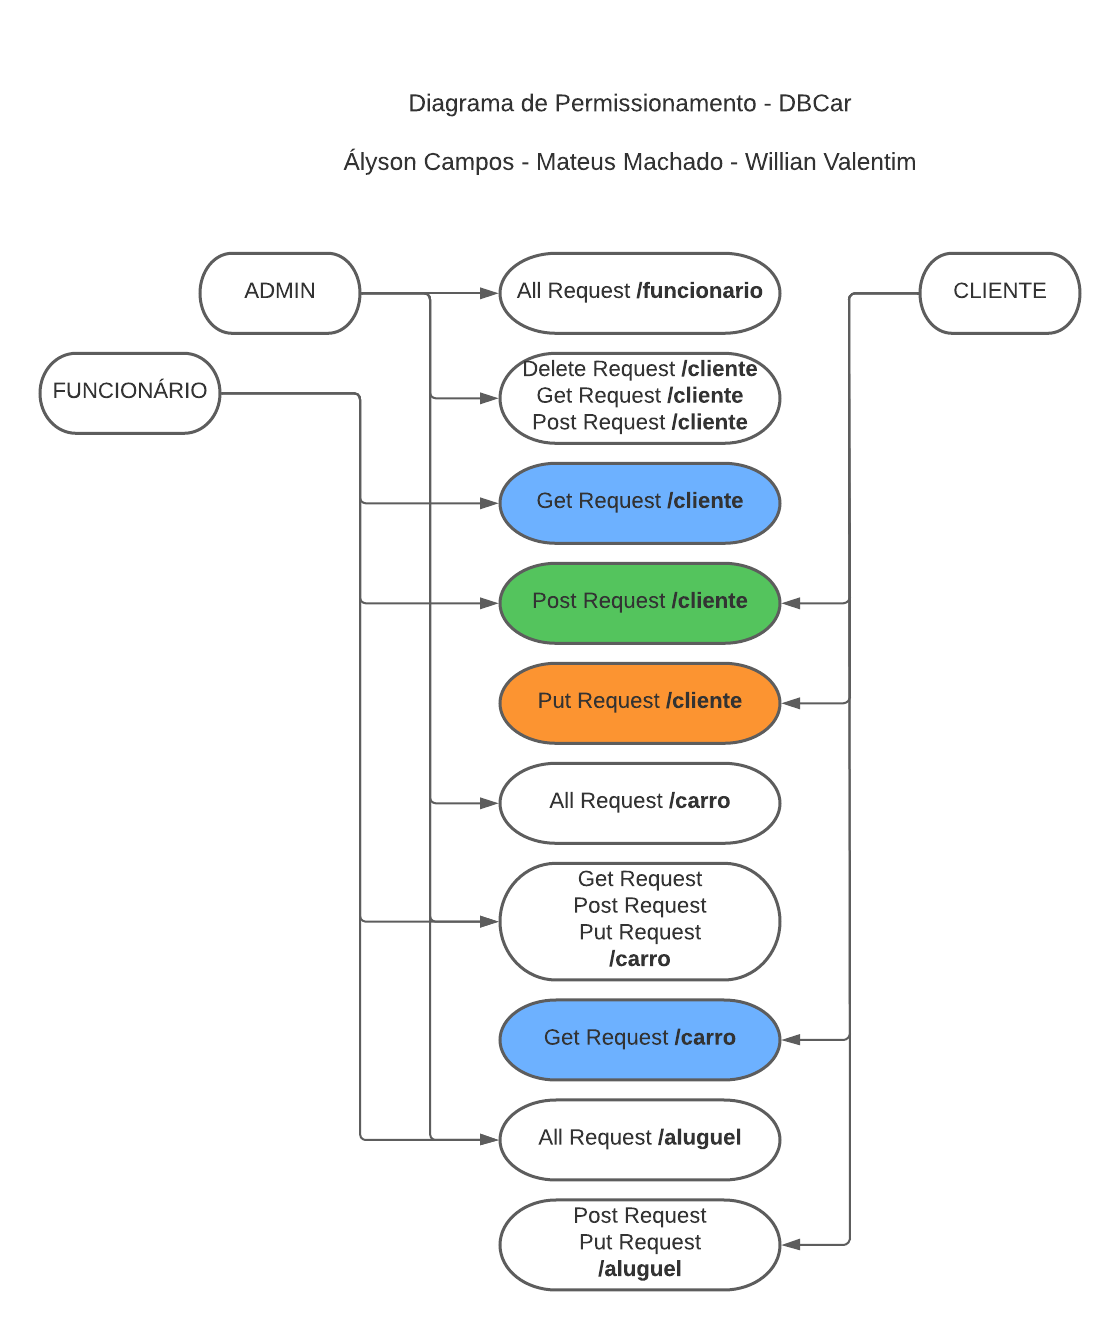 Diagrama de Permissionamento - DBCar
Ályson Campos - Mateus Machado - Willian Valentim
ADMIN
All Request /funcionario
CLIENTE
FUNCIONÁRIO
Delete Request /cliente
Get Request /cliente
Post Request /cliente
Get Request /cliente
Post Request /cliente
Put Request /cliente
All Request /carro
Get Request
Post Request
Put Request
/carro
Get Request /carro
All Request /aluguel
Post Request
Put Request
/aluguel